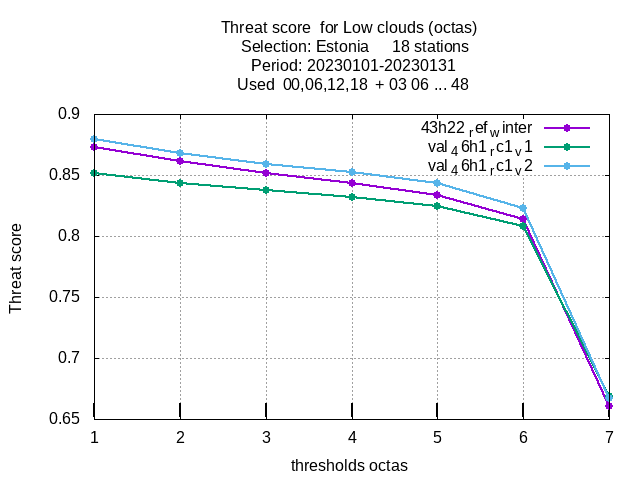 Threat score  for Low clouds (octas)
Selection: Estonia     18 stations
Period: 20230101-20230131
Used  00,06,12,18  + 03 06 ... 48
0.9
0.85
0.8
0.75
0.7
0.65
Threat score
43h22_ref_winter
val_46h1_rc1_v1
val_46h1_rc1_v2
1 2 3 4 5 6 7
thresholds octas